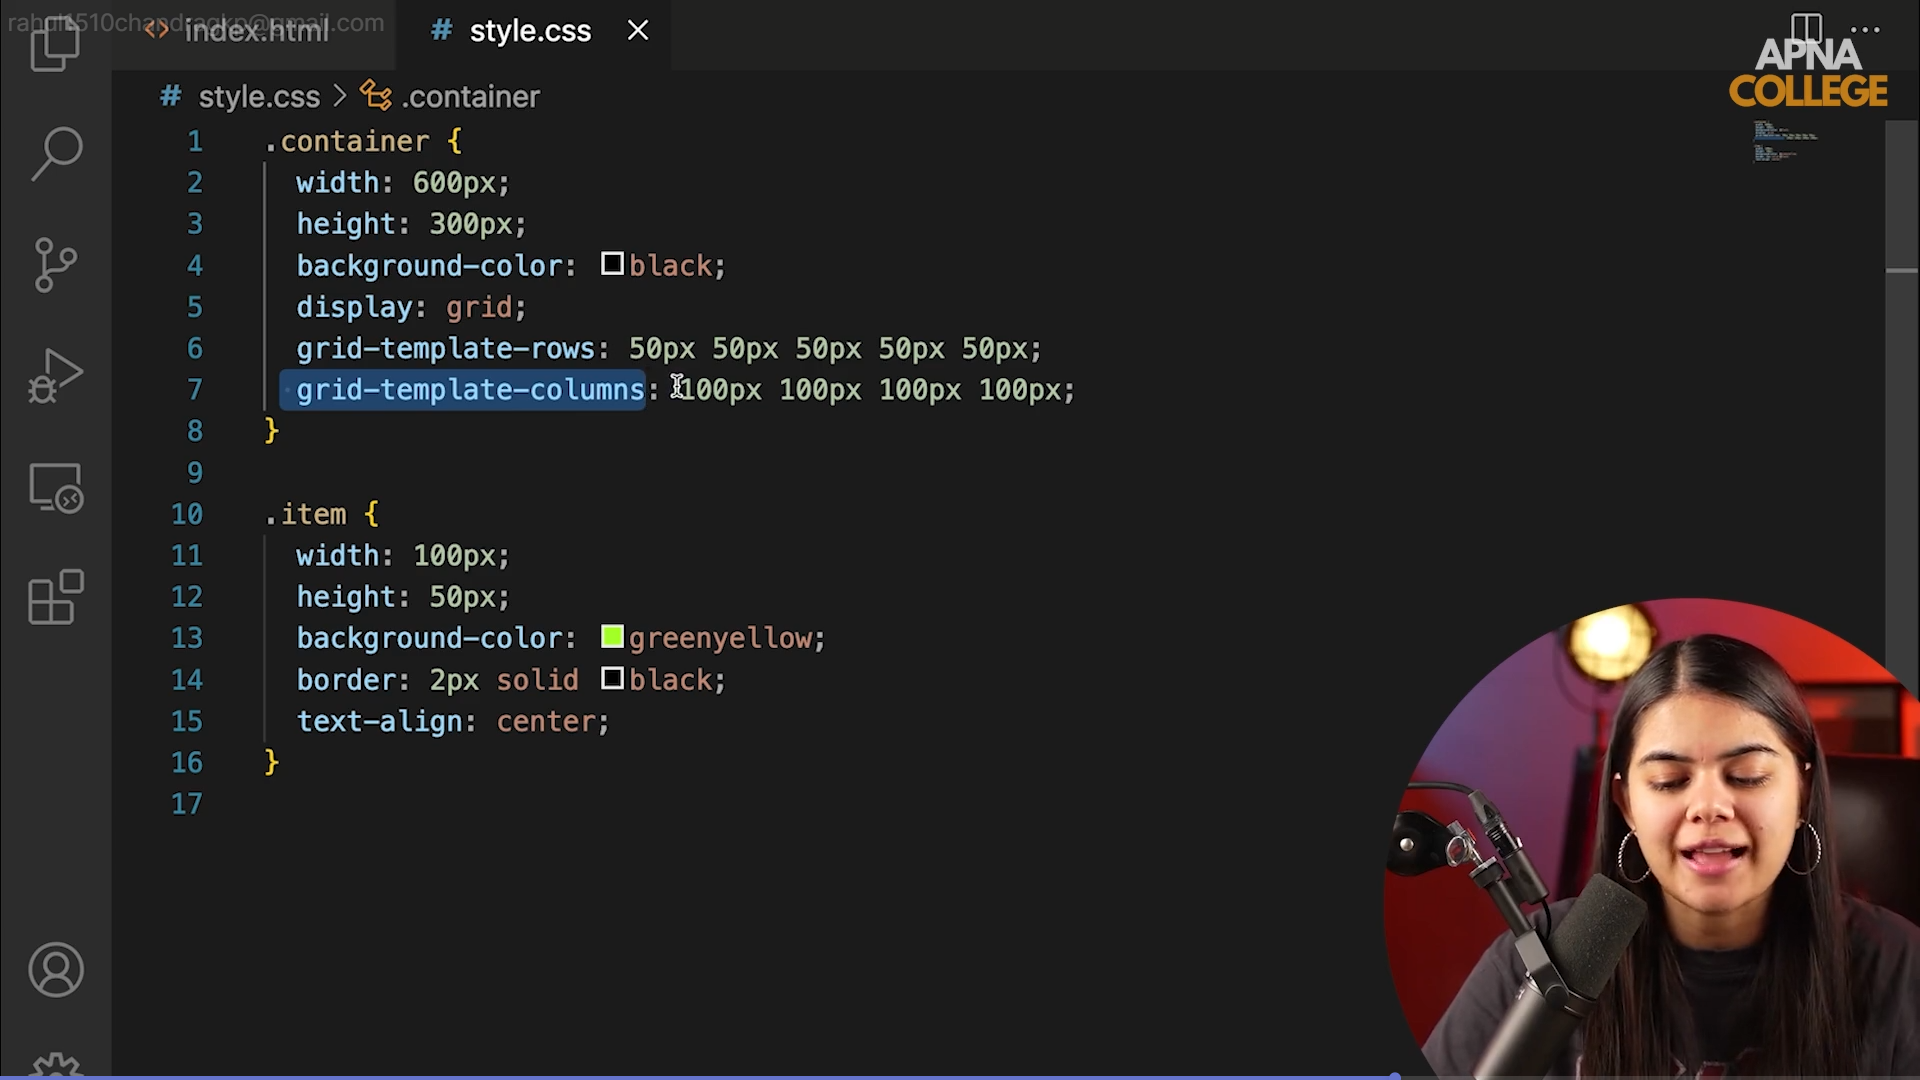 rahul1510chandragkp@gmail.com
index.html
# style.css
APNA
COLLEGE
# style.css > .container
1 .container {
2 width: 600px;
3 height: 300px;
4 background-color: black;
5 display: grid;
6 grid-template-rows: 50px 50px 50px 50px 50px;
7 grid-template-columns: 100px 100px 100px 100px;
8 }
9
10 .item {
11 width: 100px;
12 height: 50px;
13 background-color: greenyellow;
14 border: 2px solid black;
15 text-align: center;
16 }
17